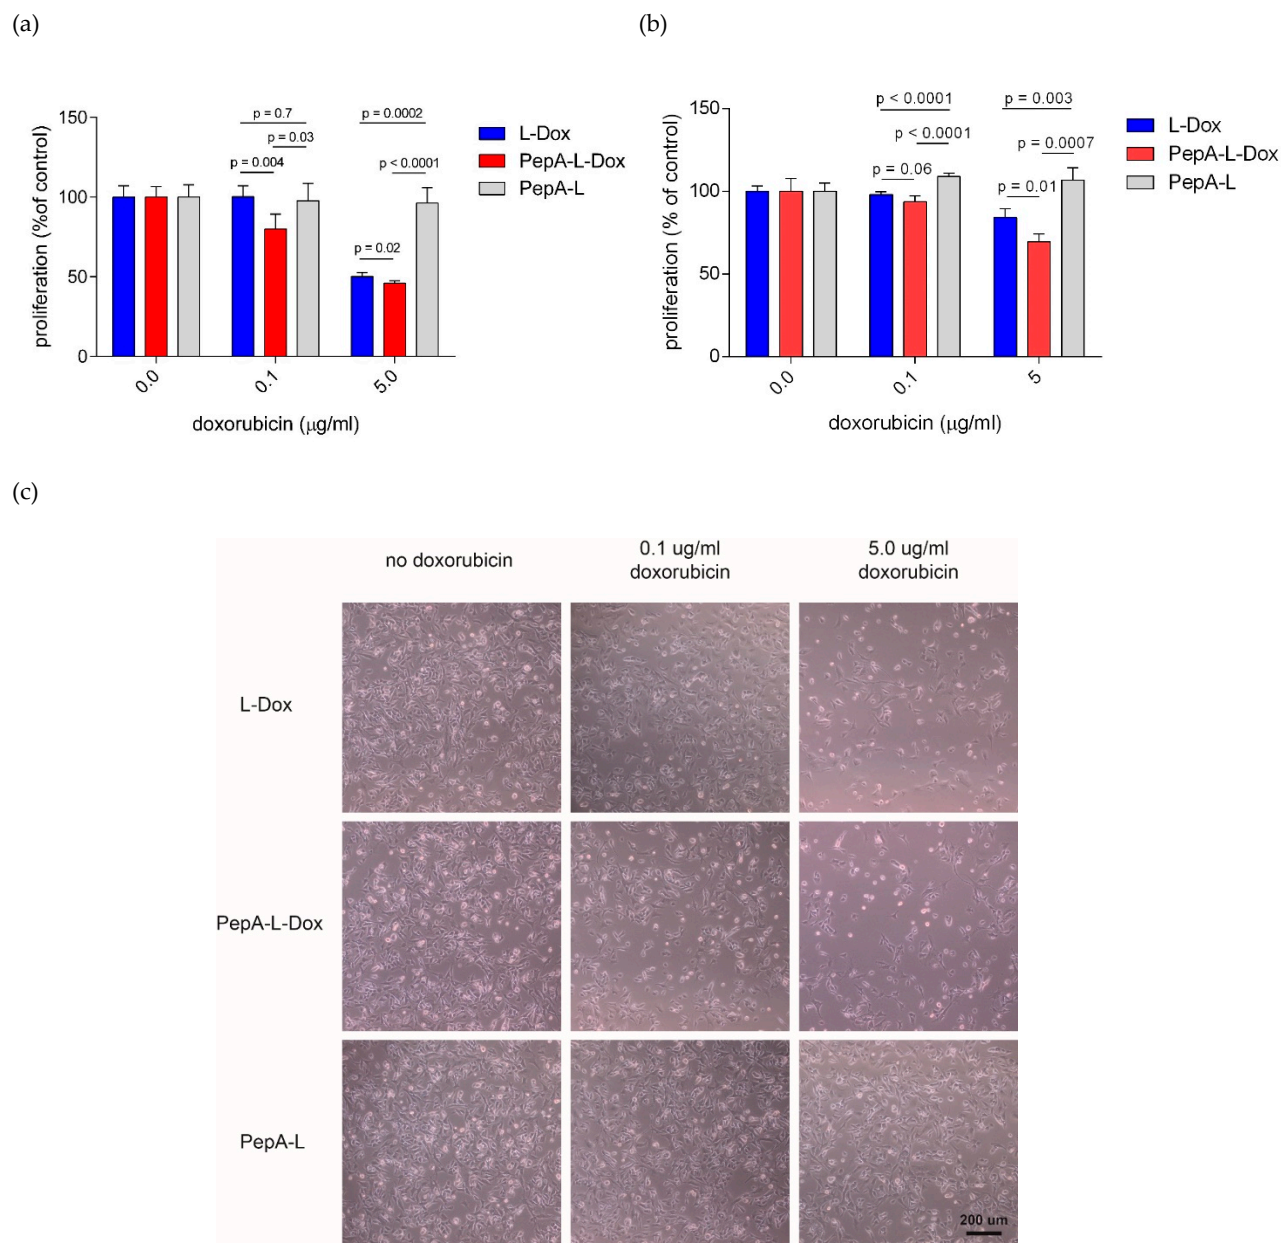 (a)
150
100
50
0
proliferation (%of control)
p = 0.7
p = 0.03
p = 0.004
p = 0.0002
p <0.0001
p = 0.02
0.0
0.1
5.0
doxorubicin (µg/ml)
L-Dox
PepA-L-Dox
PepA-L
(b)
150
100
50
0
proliferation (% of control)
p < 0.0001
p < 0.0001
p = 0.06
p = 0.003
p = 0.0007
p = 0.01
0.0
0.1
5
doxorubicin (µg/ml)
L-Dox
PepA-L-Dox
PepA-L
(c)
no doxorubicin
0.1 ug/ml
doxorubicin
5.0 ug/ml
doxorubicin
L-Dox
PepA-L-Dox
PepA-L
200 um